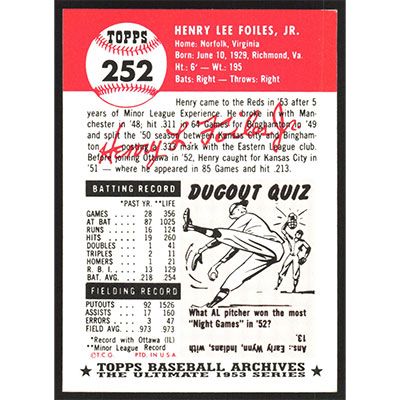 TOPPS
252
HENRY LEE FOILES, JR.
Home: Norfolk, Virginia
Born: June 10, 1929, Richmond, Va.
Ht.: 6' — Wt.: 195
Bats: Right — Throws: Right
Henry came to the Reds in '53 after 5
years of Minor League Experience. He broke in with Man-
chester in '48; hit .311 in 65 Games for Binghamton in '49
and split the '50 season between Kansas City and Bingham-
ton, compiling a .333 mark with the Eastern League club.
Before joining Ottawa in '52, Henry caught for Kansas City in
'51 — where he appeared in 85 Games and hit .213.
Henry L Foiles Jr
BATTING RECORD
*PAST YR. **LIFE
GAMES 28 356
AT BAT 87 1025
RUNS 16 124
HITS 19 260
DOUBLES 1 41
TRIPLES 2 11
HOMERS 1 21
R. B. I. 13 127
BATTING AVG. .218 .254
FIELDING RECORD
PUTOUTS 92 1526
ASSISTS 17 160
ERRORS 3 47
FIELD AVG. .973 .973
*Record with Ottawa (IL)
**Minor League Record
©T.C.G. PTD. IN U.S.A.
DUGOUT QUIZ
What AL pitcher won the most
"Night Games" in '52?
Ans.: Early Wynn, Indians, with
13.
★ TOPPS BASEBALL ARCHIVES ★
THE ULTIMATE 1953 SERIES